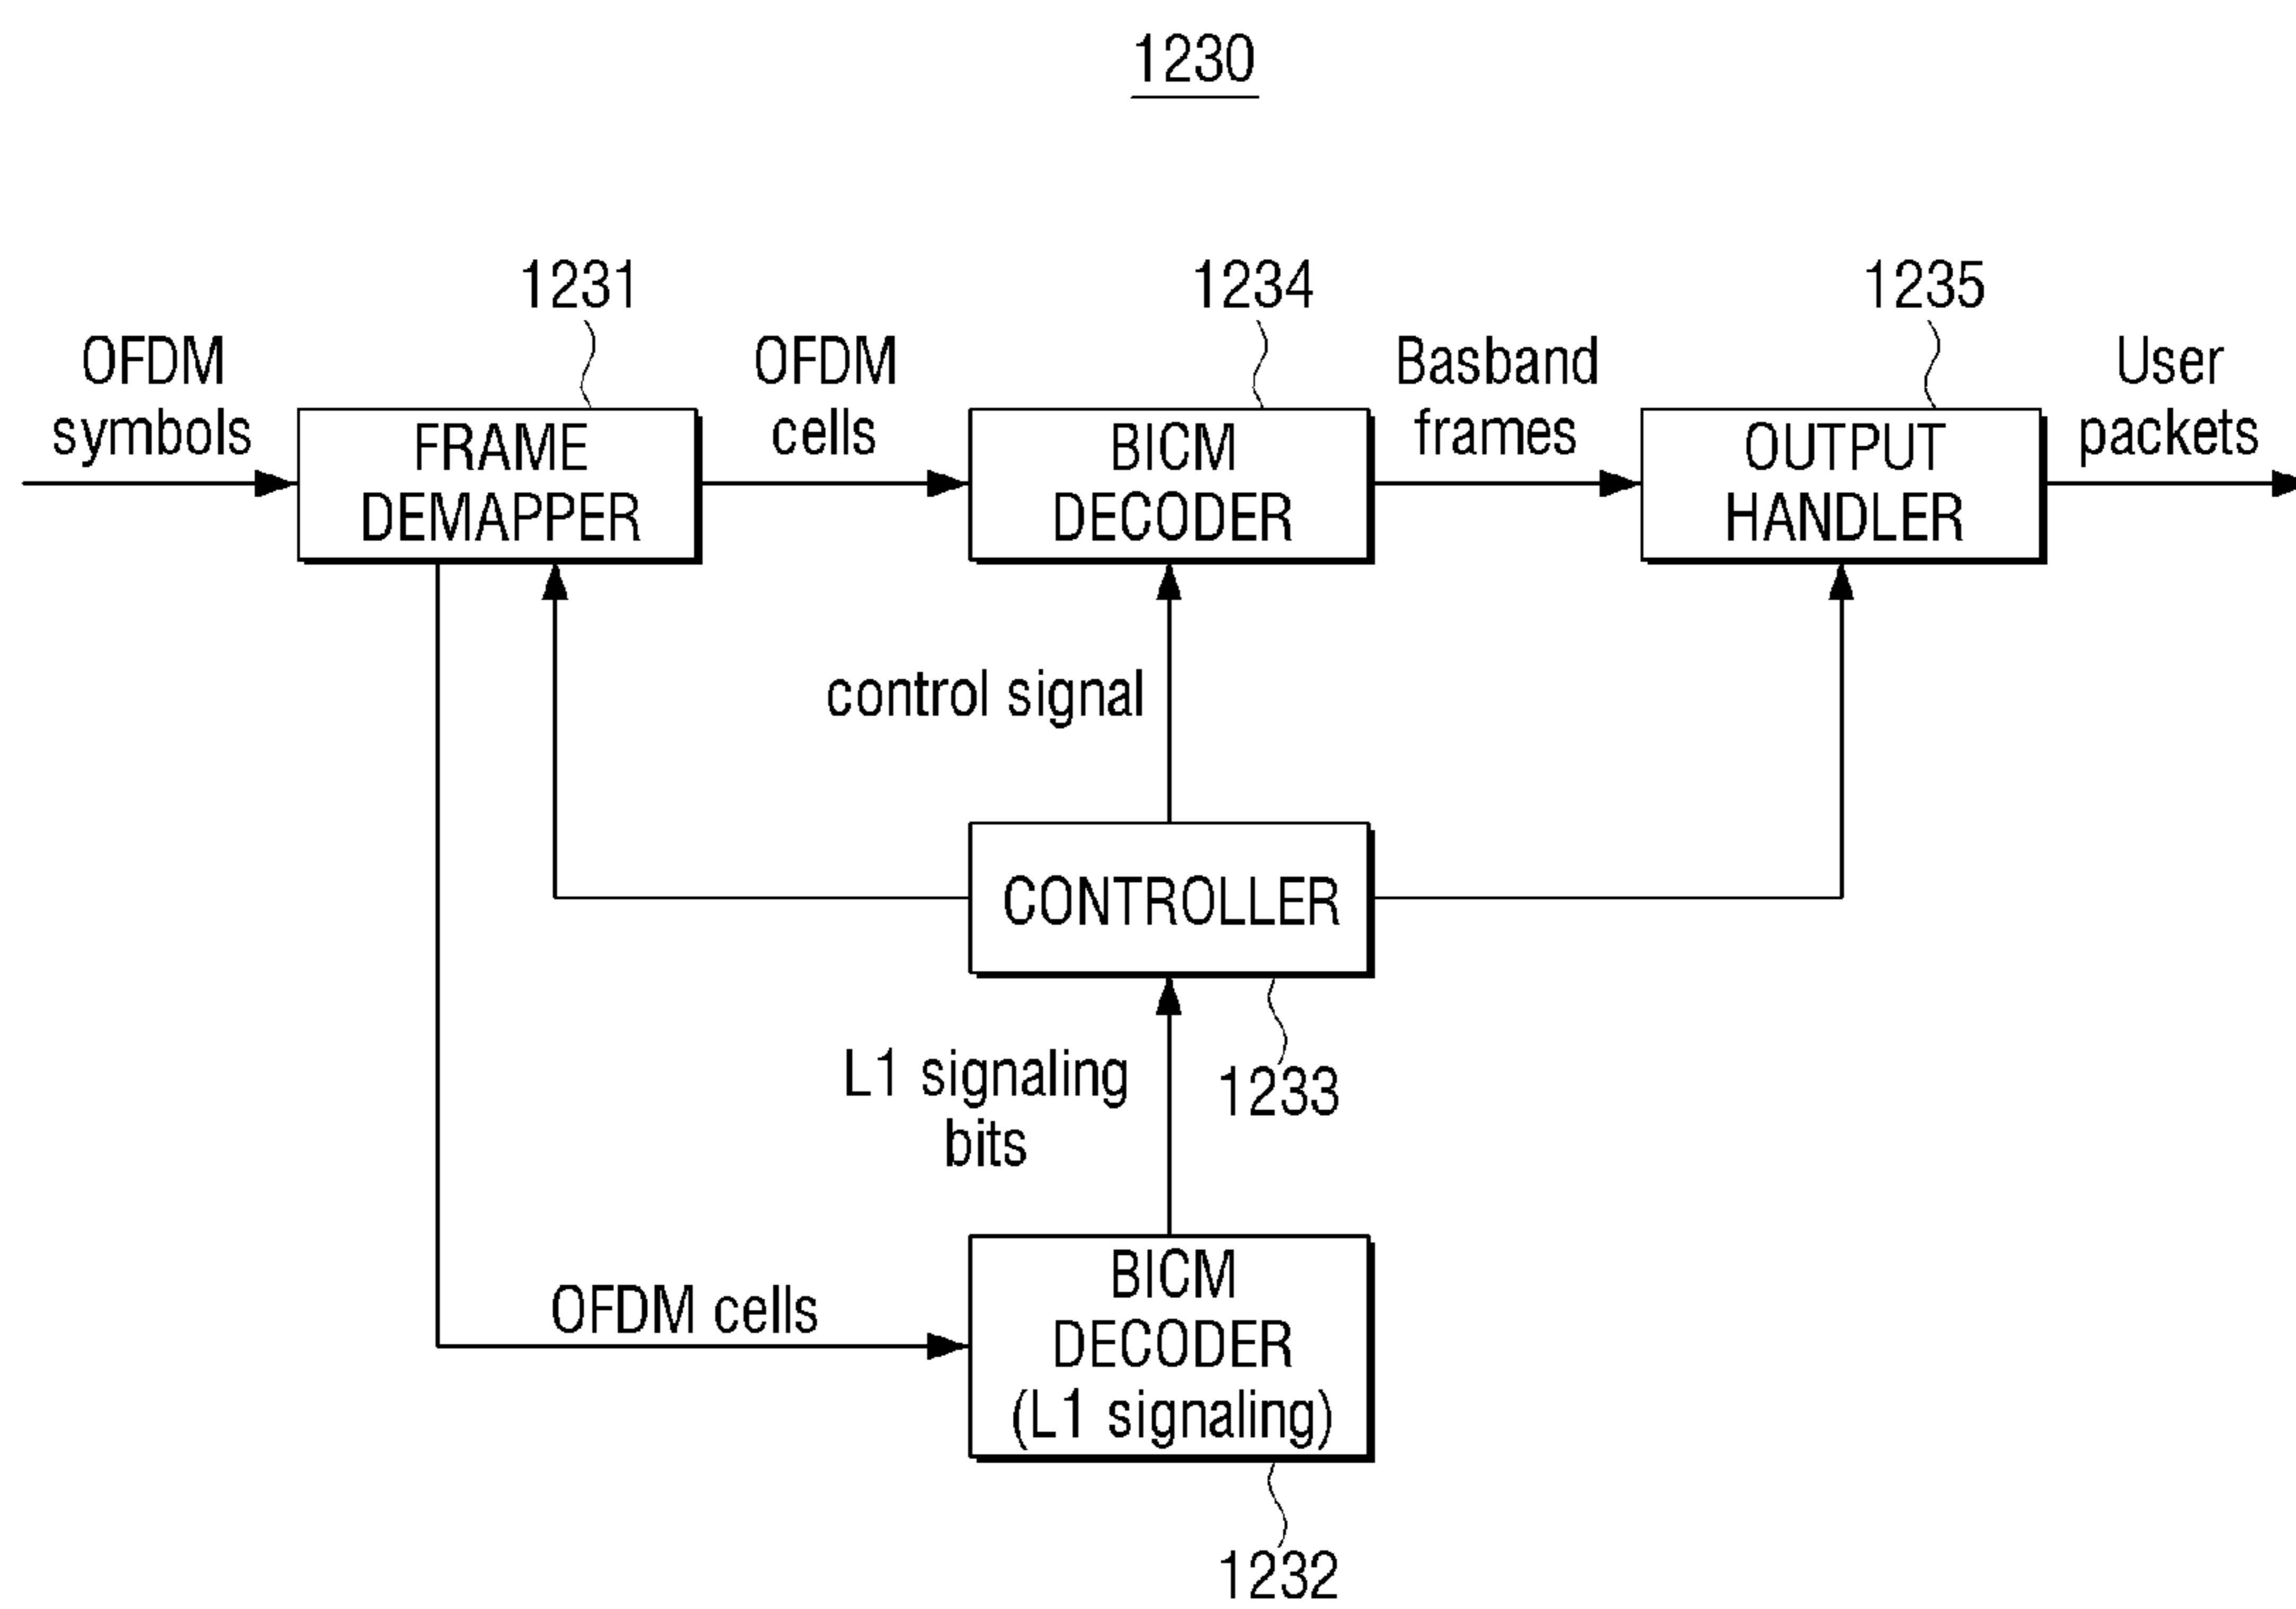 1230
1231
1234
1235
OFDM
symbols
OFDM
cells
Basband
frames
User
packets
FRAME
DEMAPPER
BICM
DECODER
OUTPUT
HANDLER
control signal
CONTROLLER
1233
L1 signaling
bits
OFDM cells
BICM
DECODER
(L1 signaling)
1232